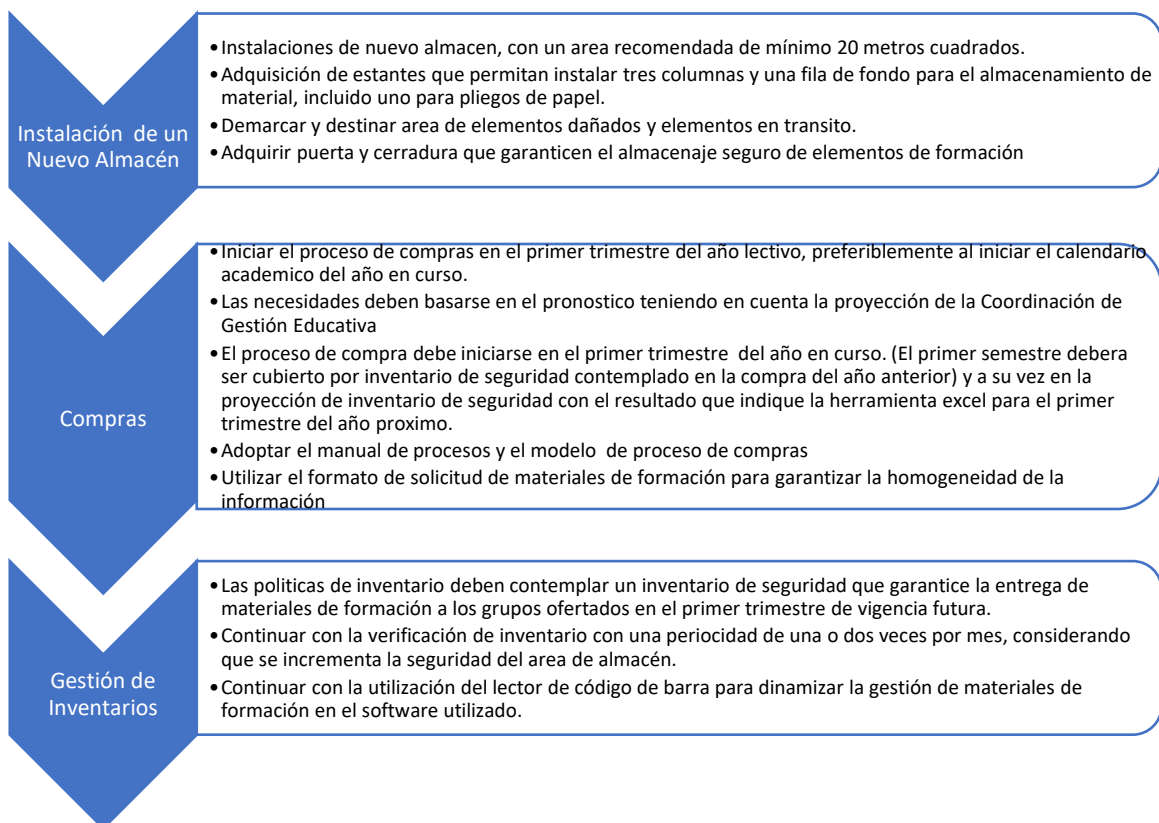 Instalación de un
Nuevo Almacén
•Instalaciones de nuevo almacen, con un area recomendada de mínimo 20 metros cuadrados.
•Adquisición de estantes que permitan instalar tres columnas y una fila de fondo para el almacenamiento de
material, incluido uno para pliegos de papel.
•Demarcar y destinar area de elementos dañados y elementos en transito.
•Adquirir puerta y cerradura que garanticen el almacenaje seguro de elementos de formación
Compras
•Iniciar el proceso de compras en el primer trimestre del año lectivo, preferiblemente al iniciar el calendario
academico del año en curso.
•Las necesidades deben basarse en el pronostico teniendo en cuenta la proyección de la Coordinación de
Gestión Educativa
•El proceso de compra debe iniciarse en el primer trimestre del año en curso. (El primer semestre debera
ser cubierto por inventario de seguridad contemplado en la compra del año anterior) y a su vez en la
proyección de inventario de seguridad con el resultado que indique la herramienta excel para el primer
trimestre del año proximo.
•Adoptar el manual de procesos y el modelo de proceso de compras
•Utilizar el formato de solicitud de materiales de formación para garantizar la homogeneidad de la
información
Gestión de
Inventarios
•Las politicas de inventario deben contemplar un inventario de seguridad que garantice la entrega de
materiales de formación a los grupos ofertados en el primer trimestre de vigencia futura.
•Continuar con la verificación de inventario con una periocidad de una o dos veces por mes, considerando
que se incrementa la seguridad del area de almacén.
•Continuar con la utilización del lector de código de barra para dinamizar la gestión de materiales de
formación en el software utilizado.